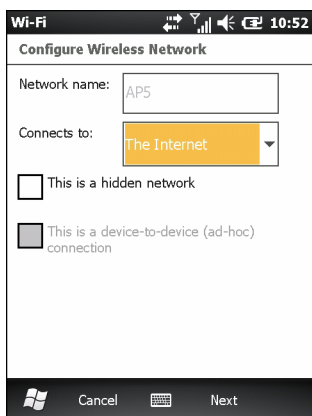 Wi-Fi 10:52
Configure Wireless Network
Network name: AP5
Connects to: The Internet
This is a hidden network
This is a device-to-device (ad-hoc)
connection
Cancel Next